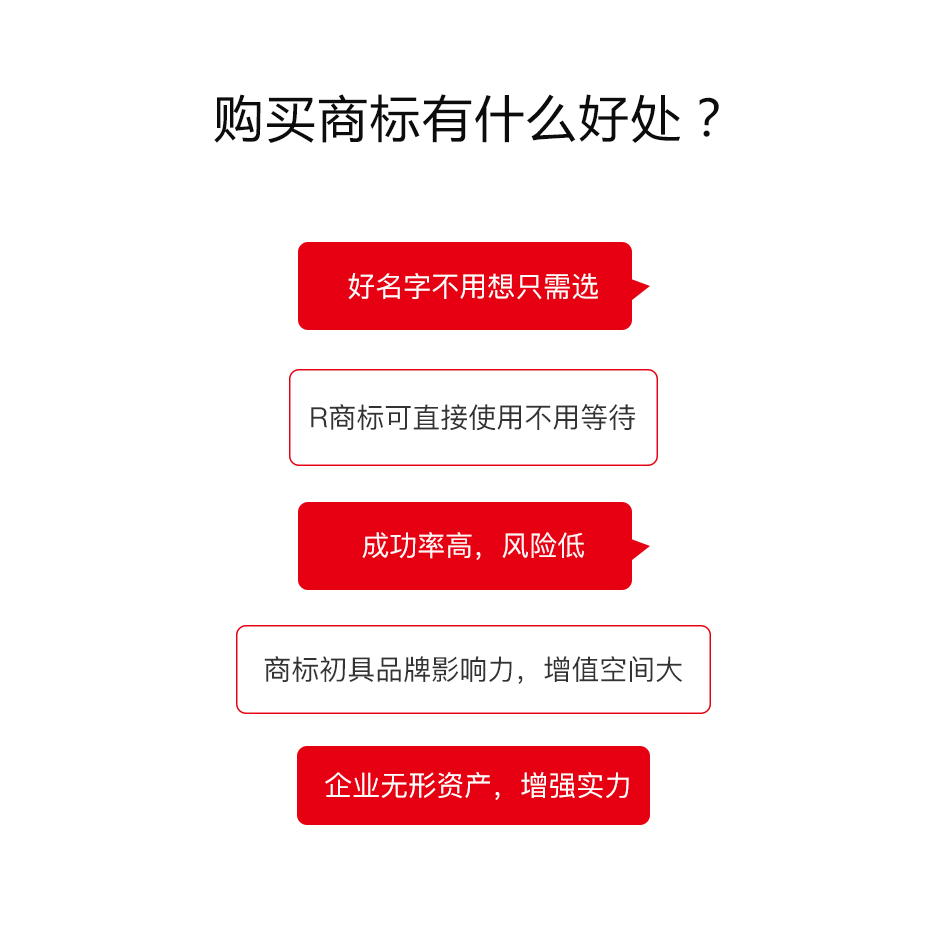 购买商标有什么好处？
好名字不用想只需选
R商标可直接使用不用等待
成功率高，风险低
商标初具品牌影响力，增值空间大
企业无形资产，增强实力